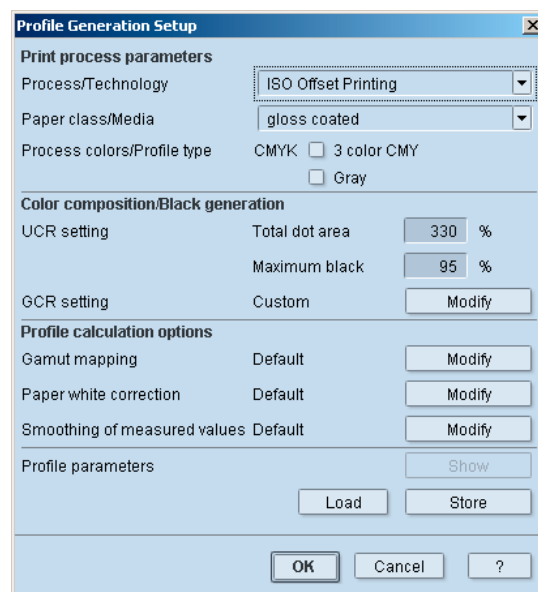 Profile Generation Setup
Print process parameters
Process/Technology ISO Offset Printing
Paper class/Media gloss coated
Process colors/Profile type CMYK 3 color CMY
Gray
Color composition/Black generation
UCR setting Total dot area 330 %
Maximum black 95 %
GCR setting Custom Modify
Profile calculation options
Gamut mapping Default Modify
Paper white correction Default Modify
Smoothing of measured values Default Modify
Profile parameters Show
Load Store
OK Cancel ?